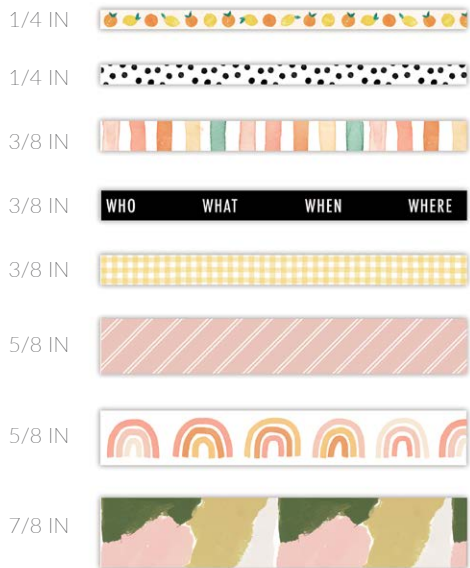 1/4 IN
1/4 IN
3/8 IN
3/8 IN
WHO WHAT WHEN WHERE
3/8 IN
5/8 IN
5/8 IN
7/8 IN